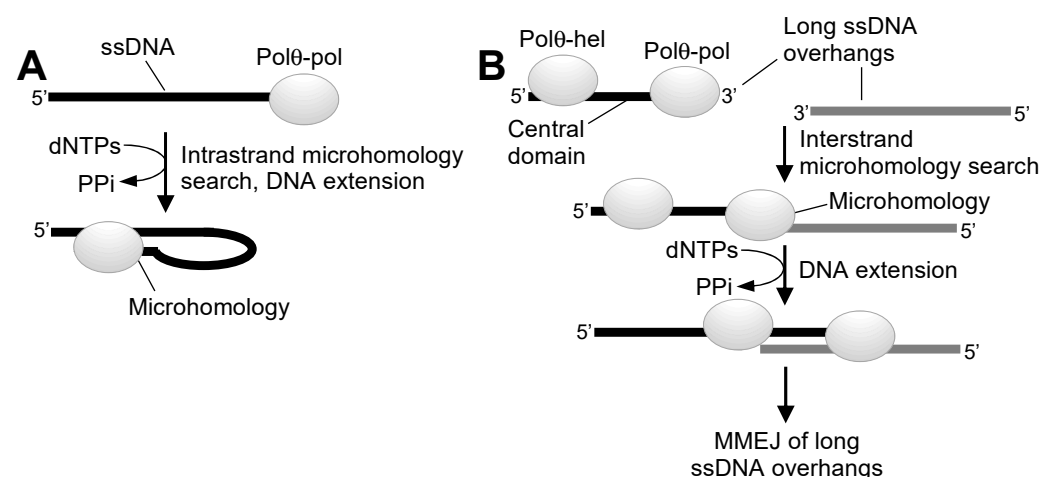 A
ssDNA
Polθ-pol
5’
dNTPs
PPi
Intrastrand microhomology
search, DNA extension
5’
Microhomology
B
Polθ-hel
Polθ-pol
Long ssDNA
overhangs
5’
3’
Central
domain
3’
5’
Interstrand
microhomology search
5’
Microhomology
5’
dNTPs
PPi
DNA extension
5’
5’
MMEJ of long
ssDNA overhangs